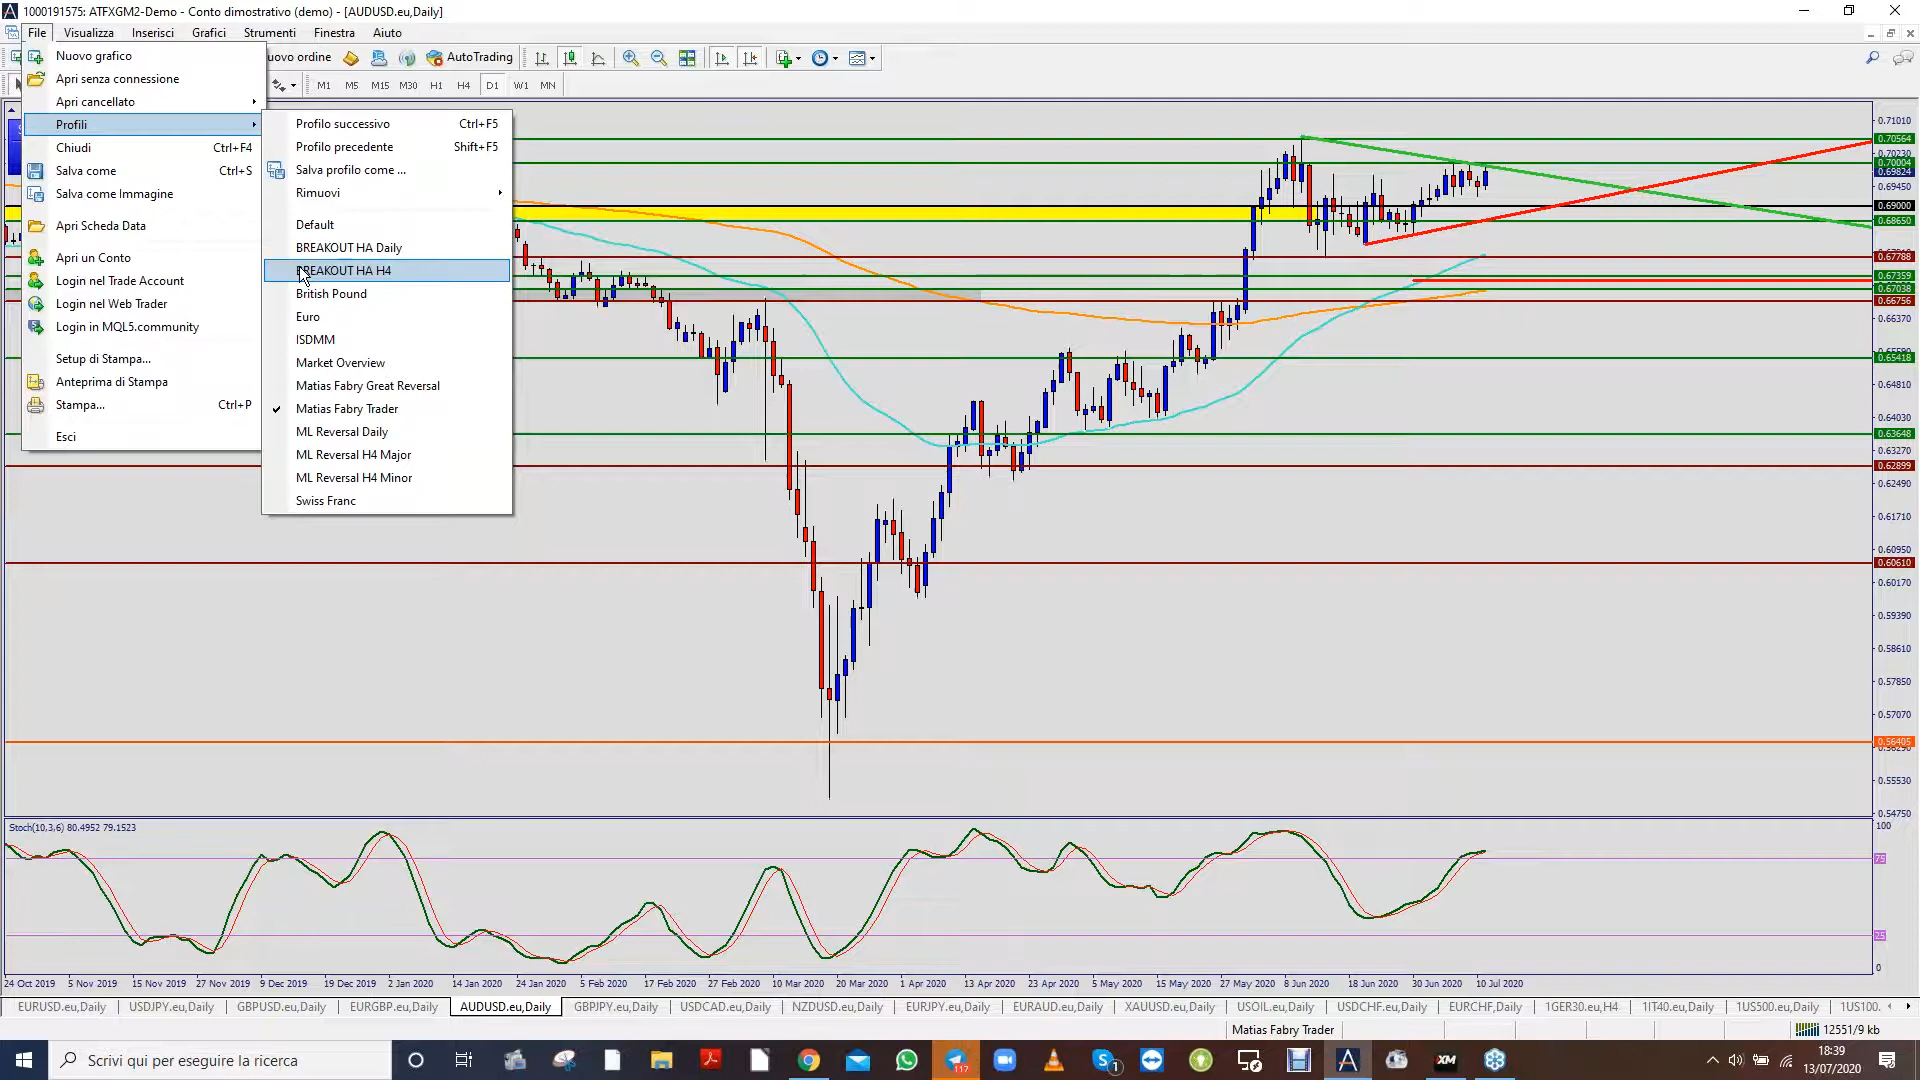 1000191575: ATFXGM2-Demo - Conto dimostrativo (demo) - [AUDUSD.eu,Daily]
File Visualizza Inserisci Grafici Strumenti Finestra Aiuto
Nuovo grafico
uovo ordine AutoTrading
Apri senza connessione
M1 M5 M15 M30 H1 H4 D1 W1 MN
Apri cancellato
Profili
Chiudi Ctrl+F4
Salva come Ctrl+S
Salva come Immagine
Apri Scheda Data
Apri un Conto
Login nel Trade Account
Login nel Web Trader
Login in MQL5.community
Setup di Stampa...
Anteprima di Stampa
Stampa... Ctrl+P
Esci
Profilo successivo Ctrl+F5
Profilo precedente Shift+F5
Salva profilo come ...
Rimuovi
Default
BREAKOUT HA Daily
BREAKOUT HA H4
British Pound
Euro
ISDMM
Market Overview
Matias Fabry Great Reversal
Matias Fabry Trader
ML Reversal Daily
ML Reversal H4 Major
ML Reversal H4 Minor
Swiss Franc
0.71010
0.70564
0.70004
0.69824
0.69450
0.69000
0.68650
0.67788
0.67359
0.67038
0.66756
0.66370
0.65418
0.64810
0.64030
0.63648
0.63270
0.62899
0.62490
0.61710
0.60950
0.60610
0.60170
0.59390
0.58610
0.57850
0.57070
0.56405
0.55530
0.54750
Stoch(10,3,6) 80.4952 79.1523
100
75
25
0
24 Oct 2019 5 Nov 2019 15 Nov 2019 27 Nov 2019 9 Dec 2019 19 Dec 2019 2 Jan 2020 14 Jan 2020 24 Jan 2020 5 Feb 2020 17 Feb 2020 27 Feb 2020 10 Mar 2020 20 Mar 2020 1 Apr 2020 13 Apr 2020 23 Apr 2020 5 May 2020 15 May 2020 27 May 2020 8 Jun 2020 18 Jun 2020 30 Jun 2020 10 Jul 2020
EURUSD.eu,Daily USDJPY.eu,Daily GBPUSD.eu,Daily EURGBP.eu,Daily AUDUSD.eu,Daily GBPJPY.eu,Daily USDCAD.eu,Daily NZDUSD.eu,Daily EURJPY.eu,Daily EURAUD.eu,Daily XAUUSD.eu,Daily USOIL.eu,Daily USDCHF.eu,Daily EURCHF.eu,Daily 1GER30.eu,H4 1IT40.eu,Daily 1US500.eu,Daily 1US100.
Matias Fabry Trader 12551/9 kb
Scrivi qui per eseguire la ricerca
117
1
XM
18:39
13/07/2020